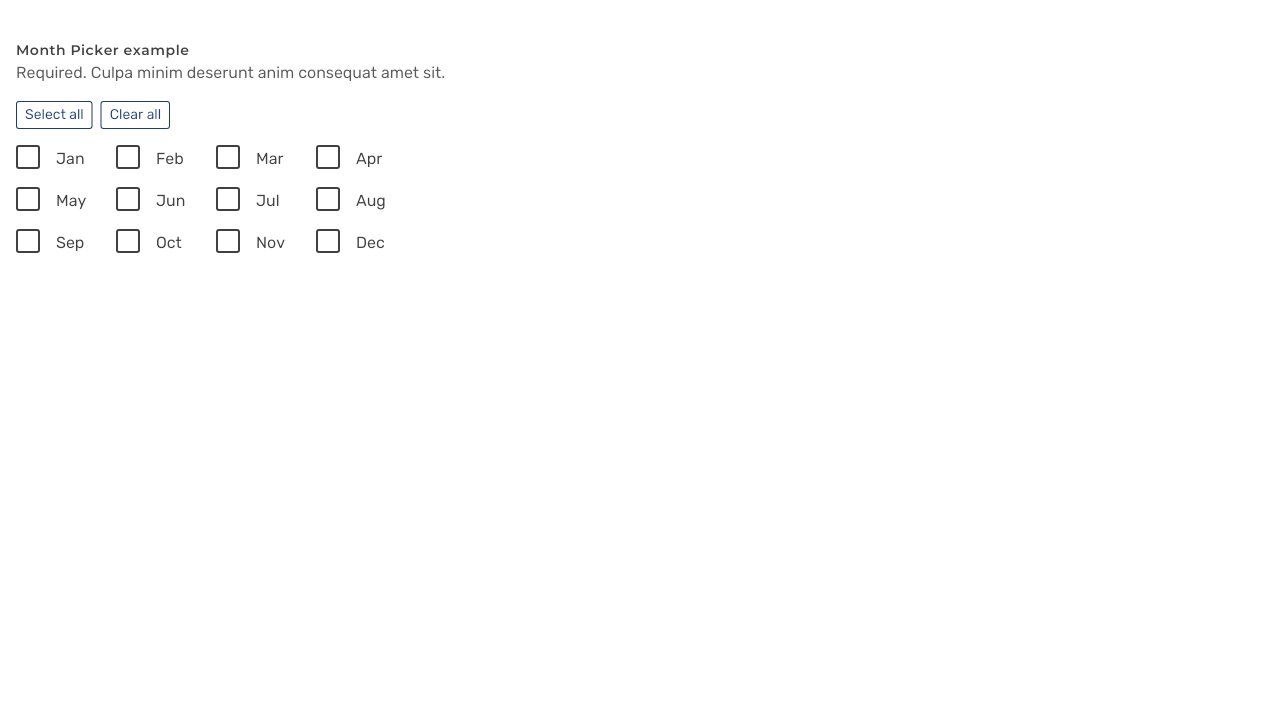 Month Picker example
Required. Culpa minim deserunt anim consequat amet sit.
Select all Clear all
Jan Feb Mar Apr
May Jun Jul Aug
Sep Oct Nov Dec